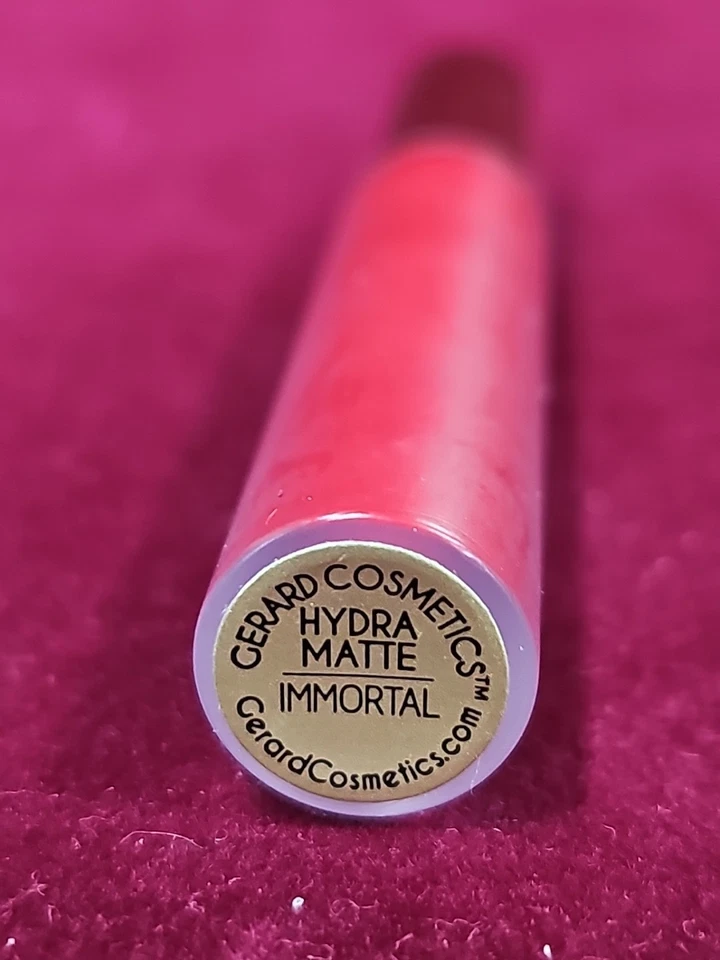 GERARD COSMETICS™
HYDRA
MATTE
IMMORTAL
GerardCosmetics.com